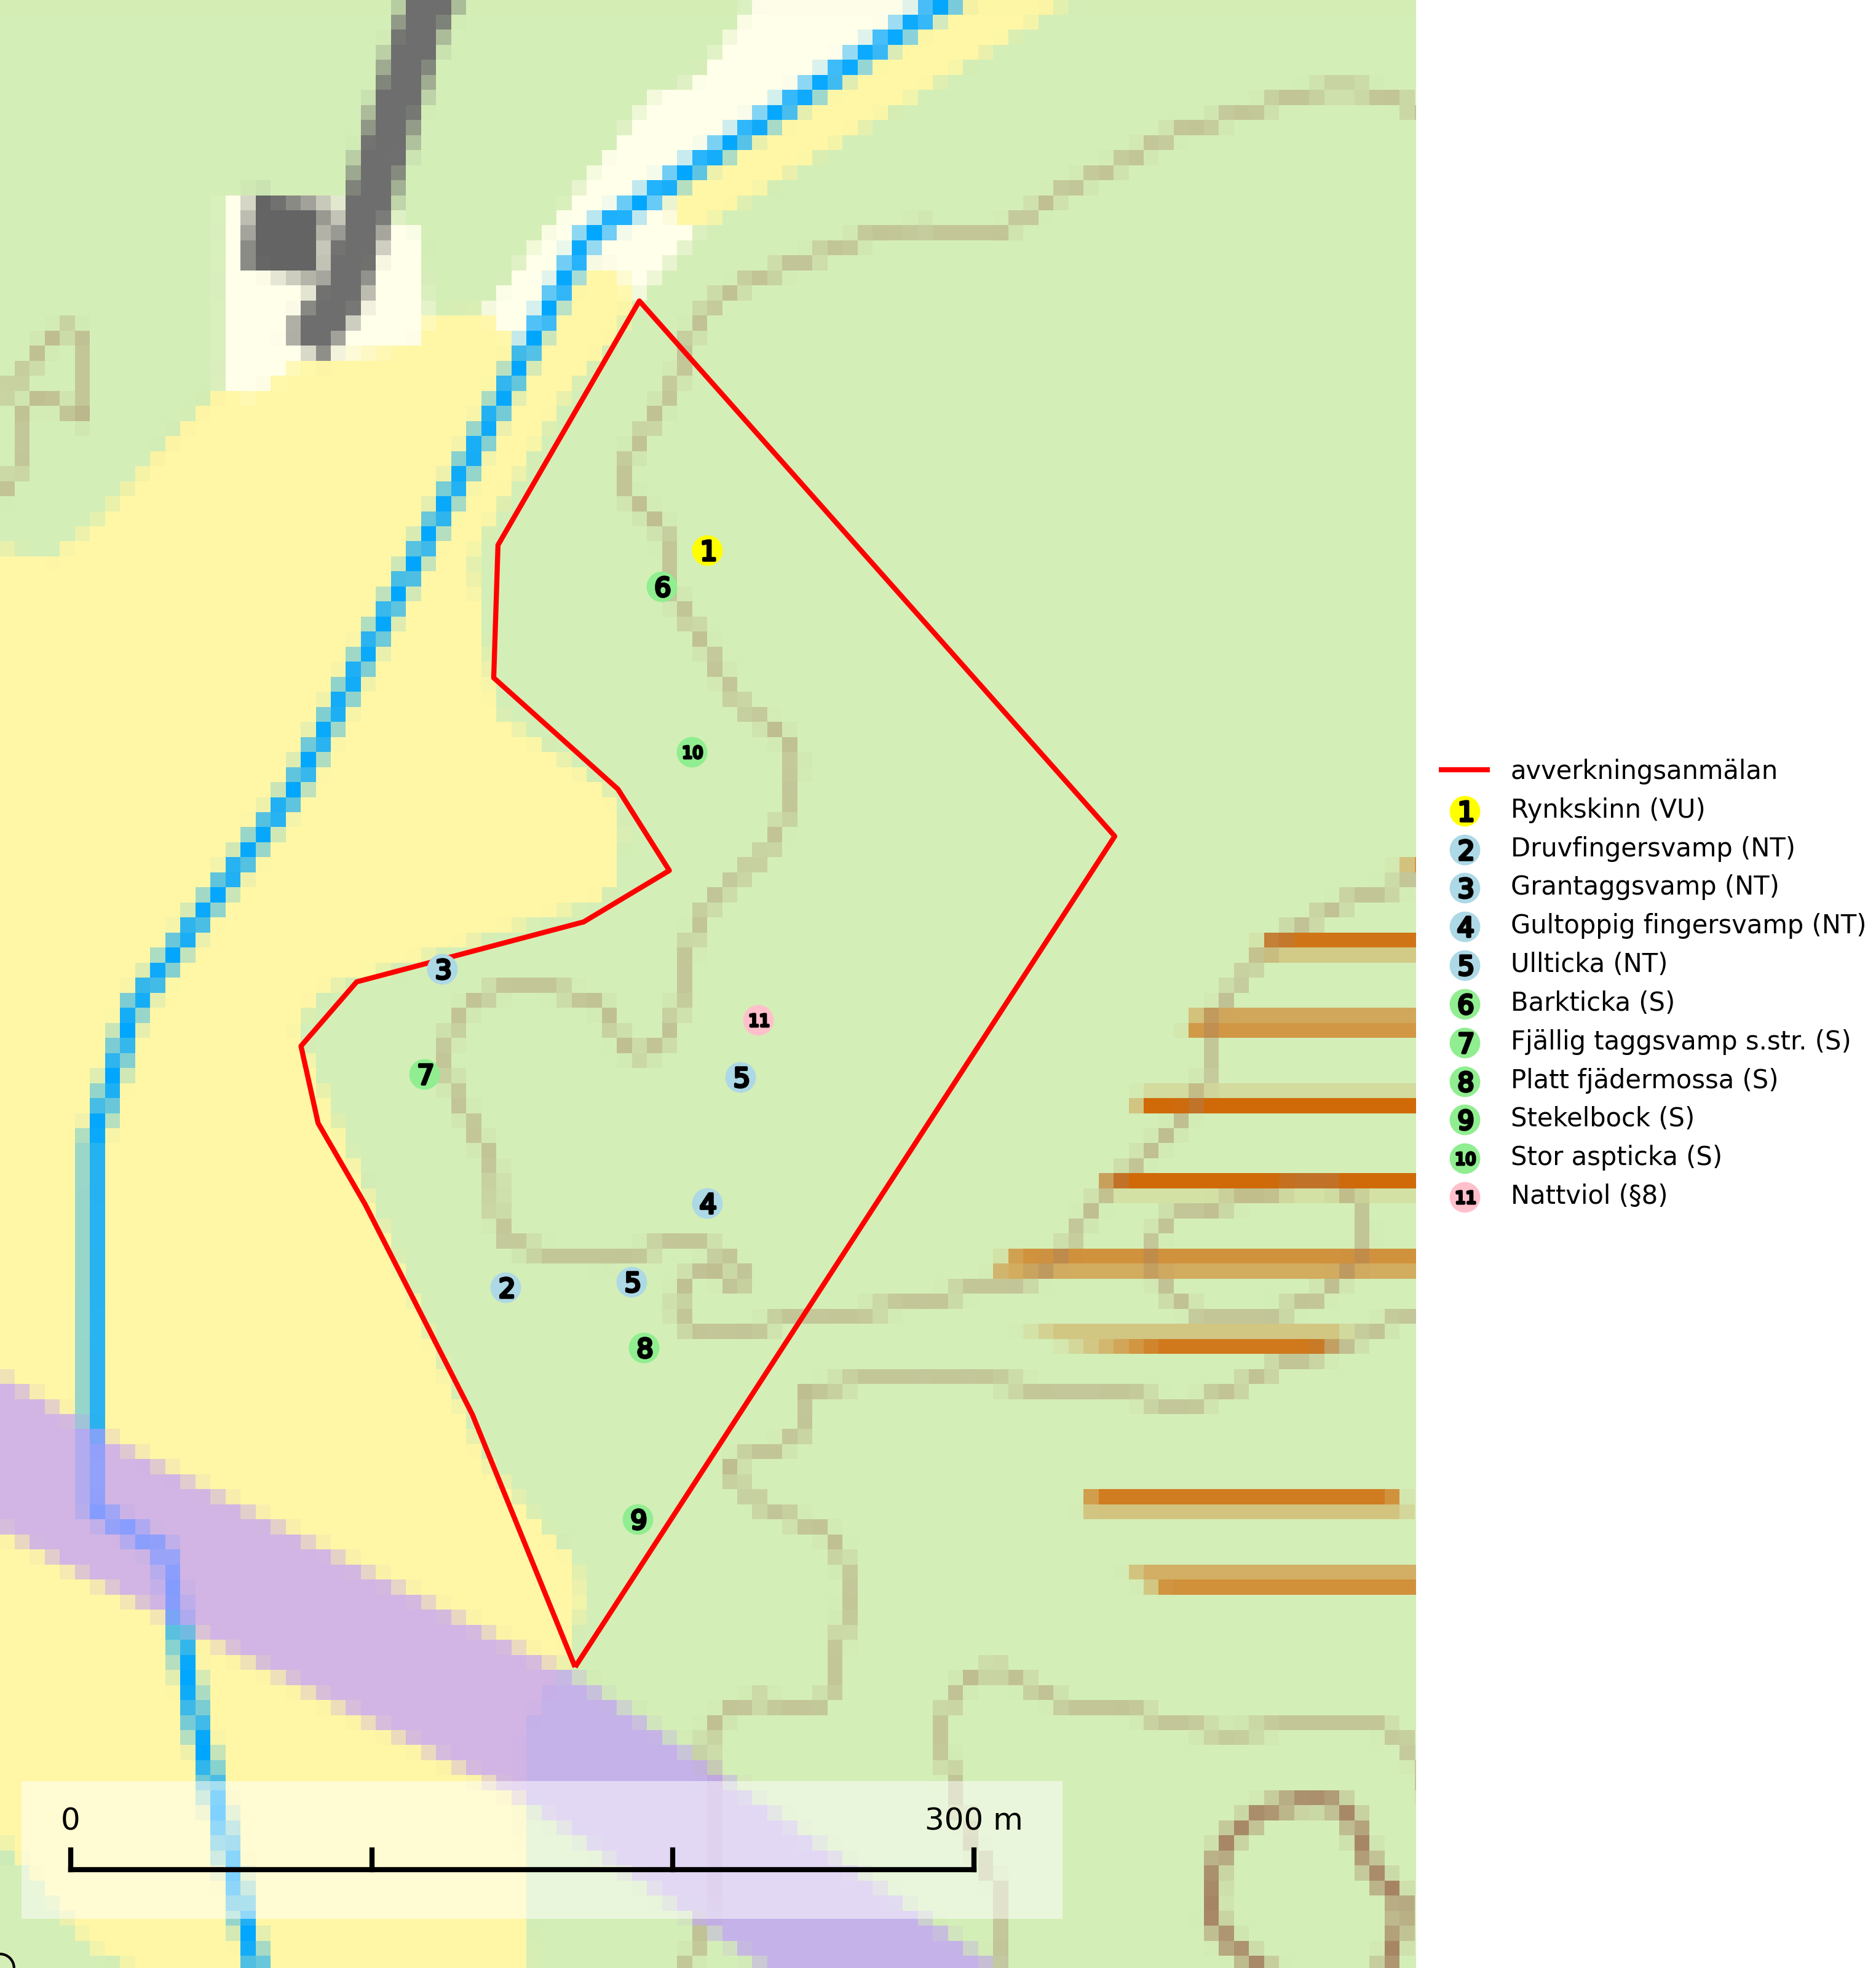 1
6
10
3
11
7
5
4
5
2
8
9
0
300 m
avverkningsanmälan
1 Rynkskinn (VU)
2 Druvfingersvamp (NT)
3 Grantaggsvamp (NT)
4 Gultoppig fingersvamp (NT)
5 Ullticka (NT)
6 Barkticka (S)
7 Fjällig taggsvamp s.str. (S)
8 Platt fjädermossa (S)
9 Stekelbock (S)
10 Stor aspticka (S)
11 Nattviol (§8)